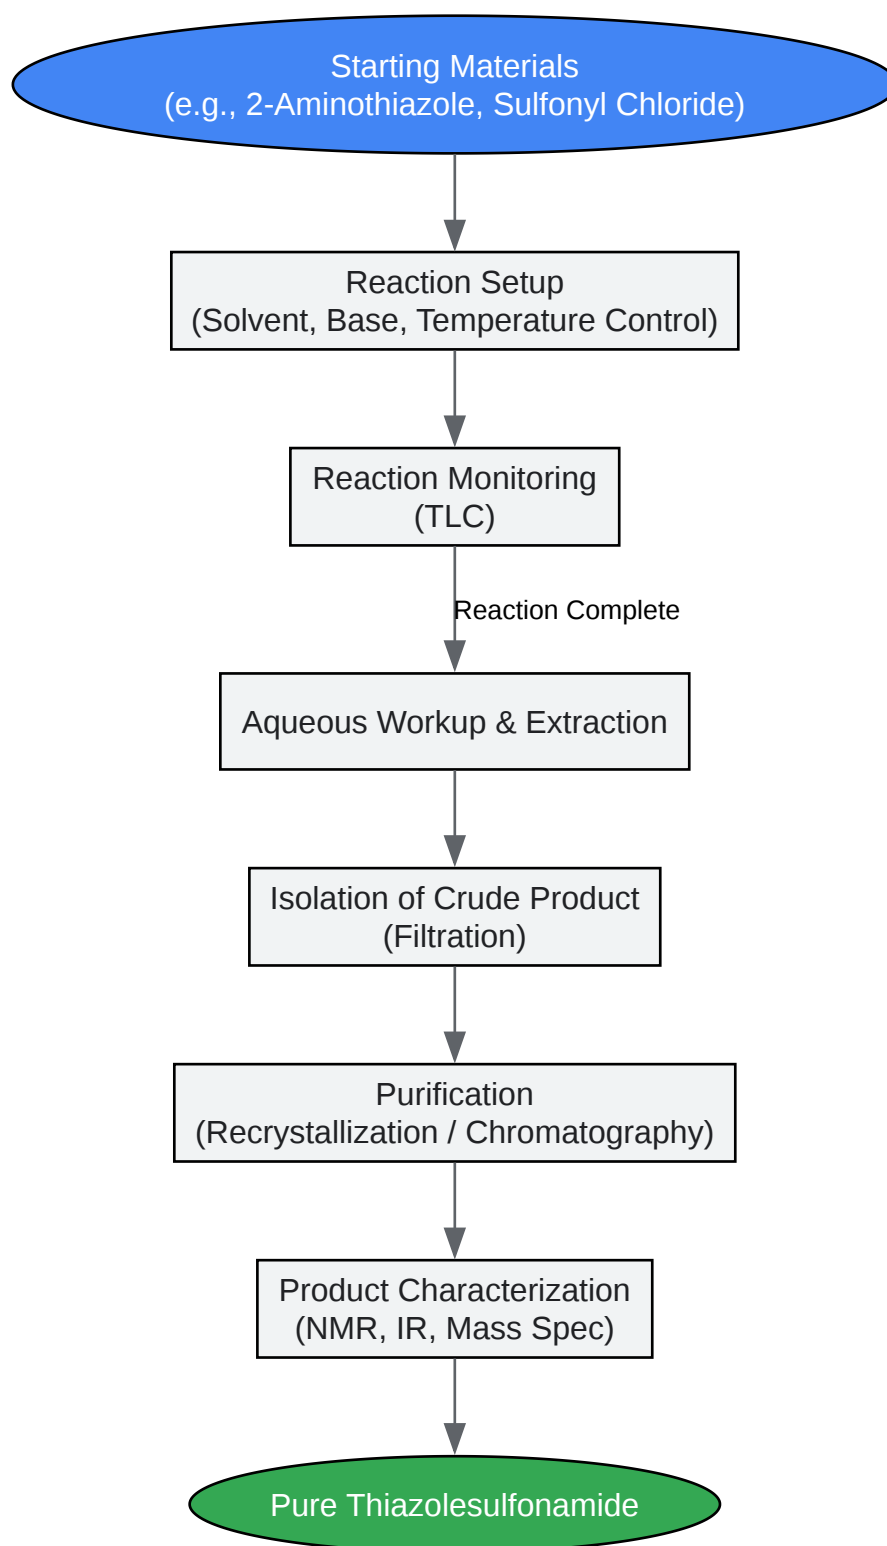 Starting Materials
(e.g., 2-Aminothiazole, Sulfonyl Chloride)
Reaction Setup
(Solvent, Base, Temperature Control)
Reaction Monitoring
(TLC)
Reaction Complete
Aqueous Workup & Extraction
Isolation of Crude Product
(Filtration)
Purification
(Recrystallization / Chromatography)
Product Characterization
(NMR, IR, Mass Spec)
Pure Thiazolesulfonamide